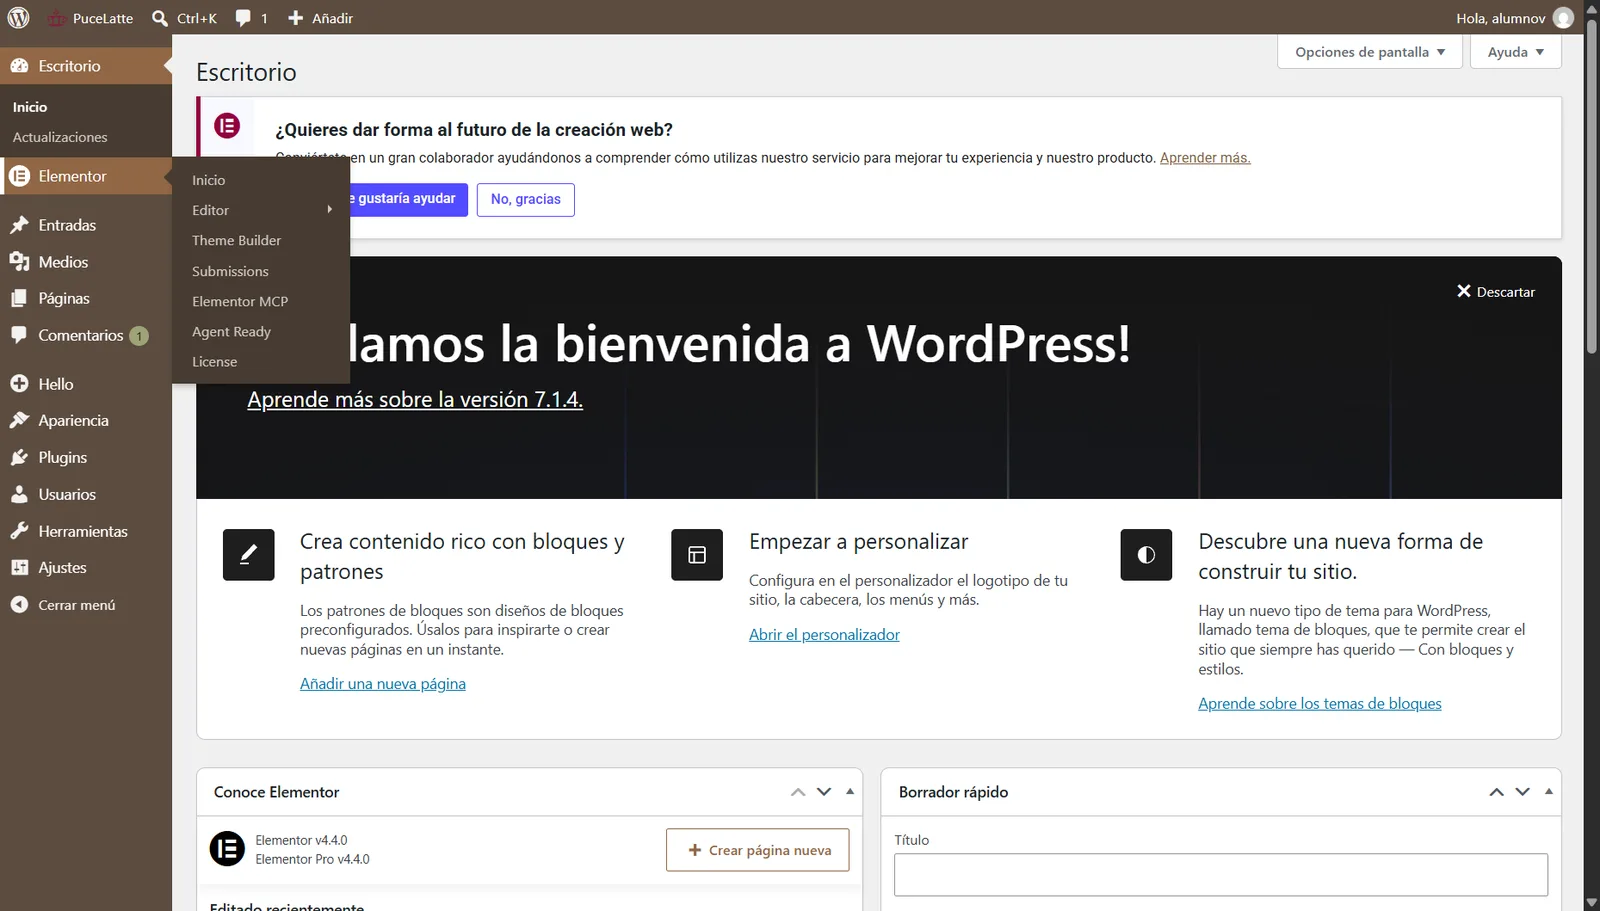 PuceLatte
Ctrl+K
1
Añadir
Hola, alumnov
Escritorio
Inicio
Actualizaciones
Elementor
Entradas
Medios
Páginas
Comentarios 1
Hello
Apariencia
Plugins
Usuarios
Herramientas
Ajustes
Cerrar menú
Inicio
Editor
Theme Builder
Submissions
Elementor MCP
Agent Ready
License
Opciones de pantalla
Ayuda
Escritorio
¿Quieres dar forma al futuro de la creación web?
en un gran colaborador ayudándonos a comprender cómo utilizas nuestro servicio para mejorar tu experiencia y nuestro producto. Aprender más.
e gustaría ayudar
No, gracias
Descartar
lamos la bienvenida a WordPress!
Aprende más sobre la versión 7.1.4.
Crea contenido rico con bloques y
patrones
Los patrones de bloques son diseños de bloques
preconfigurados. Úsalos para inspirarte o crear
nuevas páginas en un instante.
Añadir una nueva página
Empezar a personalizar
Configura en el personalizador el logotipo de tu
sitio, la cabecera, los menús y más.
Abrir el personalizador
Descubre una nueva forma de
construir tu sitio.
Hay un nuevo tipo de tema para WordPress,
llamado tema de bloques, que te permite crear el
sitio que siempre has querido — Con bloques y
estilos.
Aprende sobre los temas de bloques
Conoce Elementor
Elementor v4.4.0
Elementor Pro v4.4.0
Crear página nueva
Editado recientemente
Borrador rápido
Título